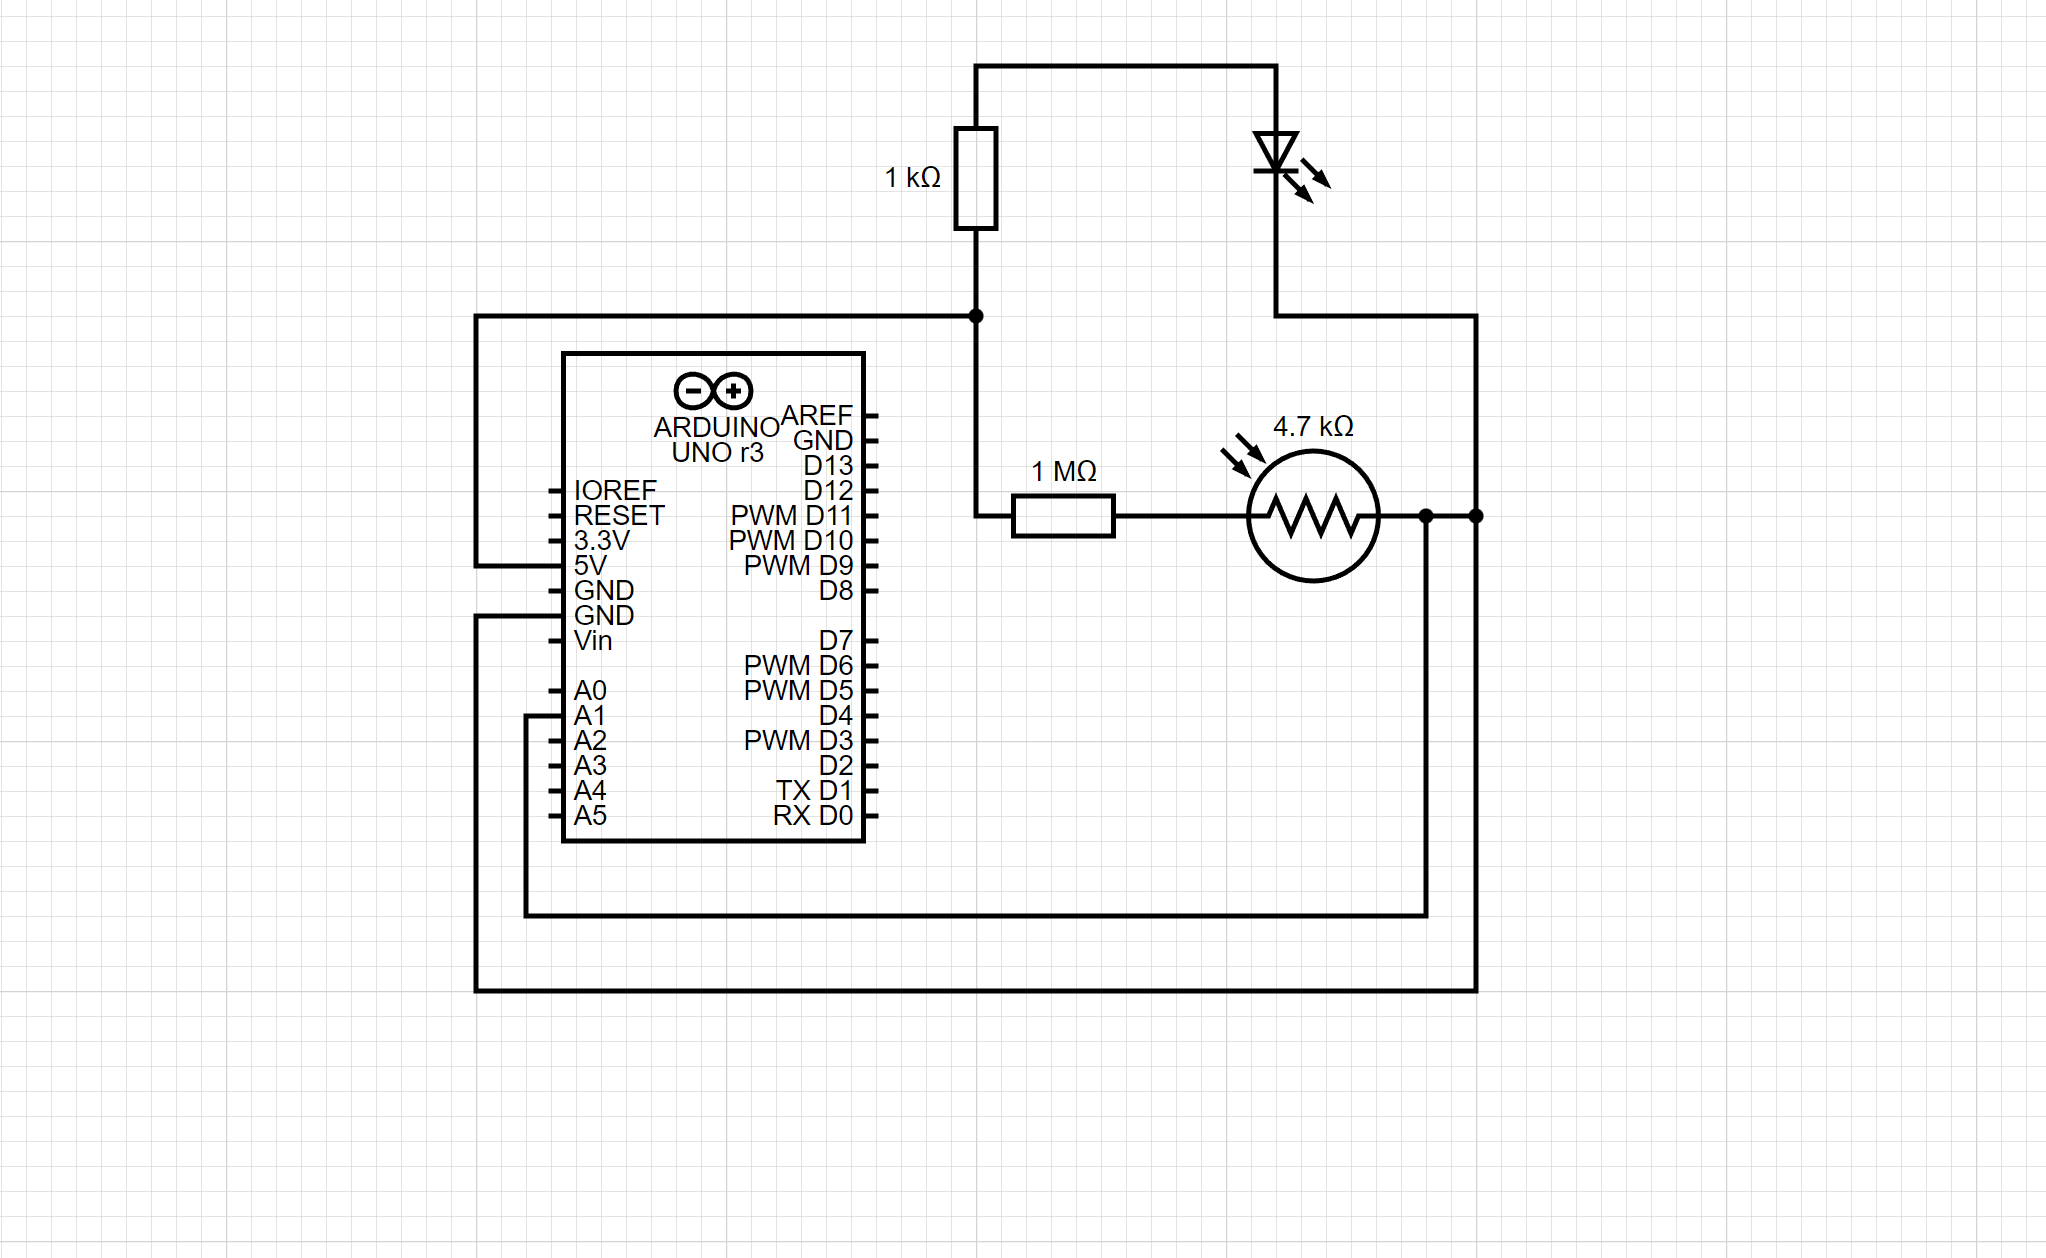 1 kΩ
4.7 kΩ
1 MΩ
ARDUINO
UNO r3
IOREF
RESET
3.3V
5V
GND
GND
Vin
A0
A1
A2
A3
A4
A5
AREF
GND
D13
D12
PWM D11
PWM D10
PWM D9
D8
D7
PWM D6
PWM D5
D4
PWM D3
D2
TX D1
RX D0